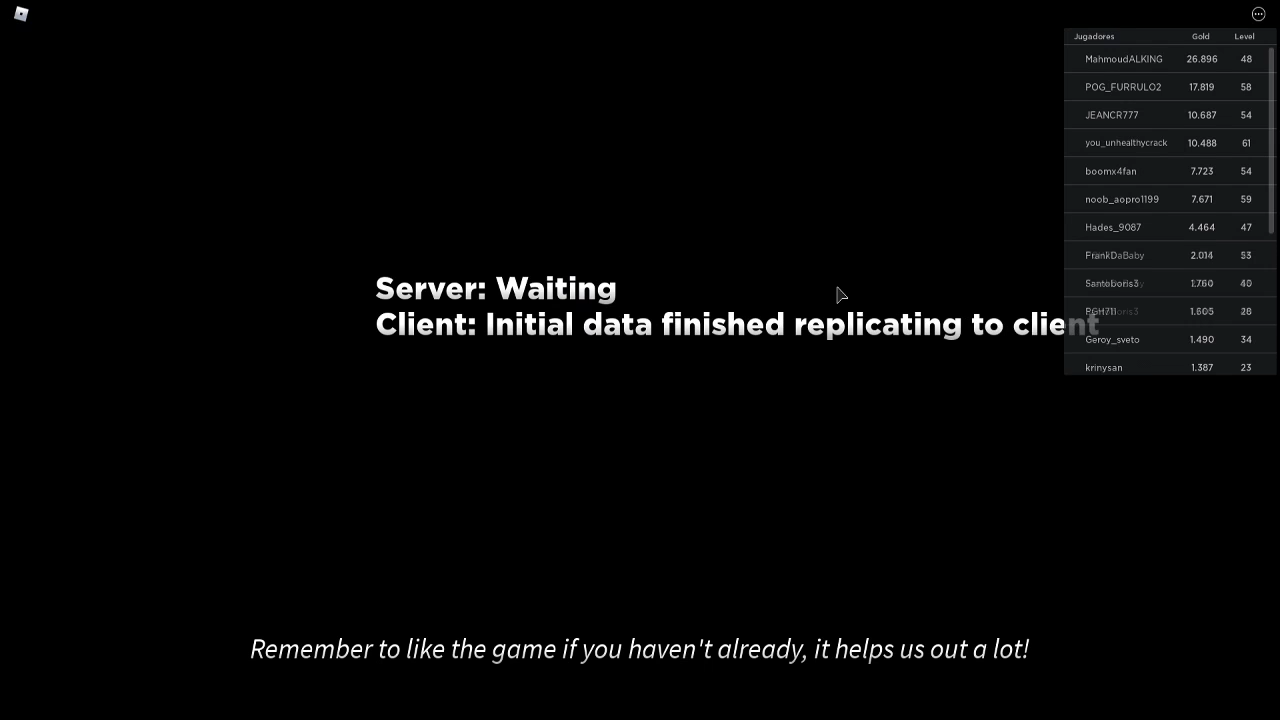 Jugadores Gold Level
MahmoudALKING 26.896 48
POG_FURRULO2 17.819 58
JEANCR777 10.687 54
you_unhealthycrack 10.488 61
boomx4fan 7.723 54
noob_aopro1199 7.671 59
Hades_9087 4.464 47
FrankDaBaby 2.014 53
Santoboris3 1.760 40
PGH711 1.605 28
Geroy_sveto 1.490 34
krinysan 1.387 23
Server: Waiting
Client: Initial data finished replicating to client
Remember to like the game if you haven't already, it helps us out a lot!